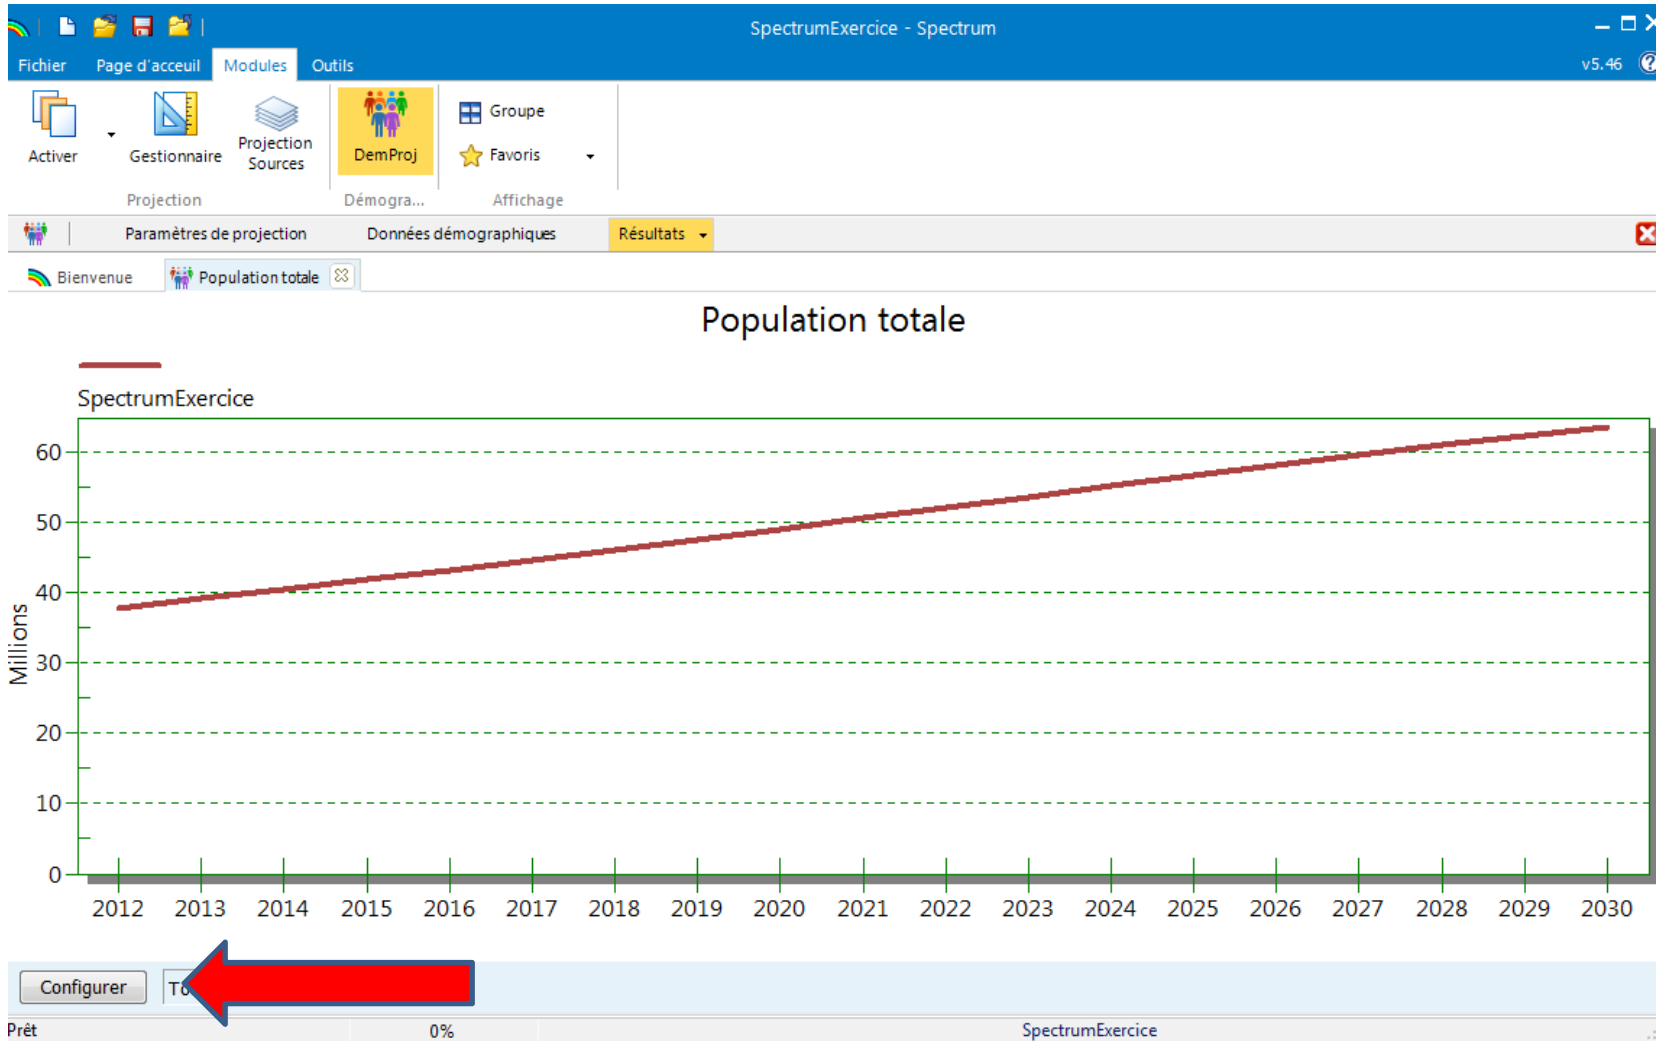 SpectrumExercice - Spectrum
Fichier Page d'acceuil Modules Outils v5.46
Activer Gestionnaire Projection Sources DemProj Groupe Favoris
Projection Démogra... Affichage
Paramètres de projection Données démographiques Résultats
Bienvenue Population totale
Population totale
SpectrumExercice
60
50
40
30
20
10
0
Millions
2012 2013 2014 2015 2016 2017 2018 2019 2020 2021 2022 2023 2024 2025 2026 2027 2028 2029 2030
Configurer
Prêt 0% SpectrumExercice